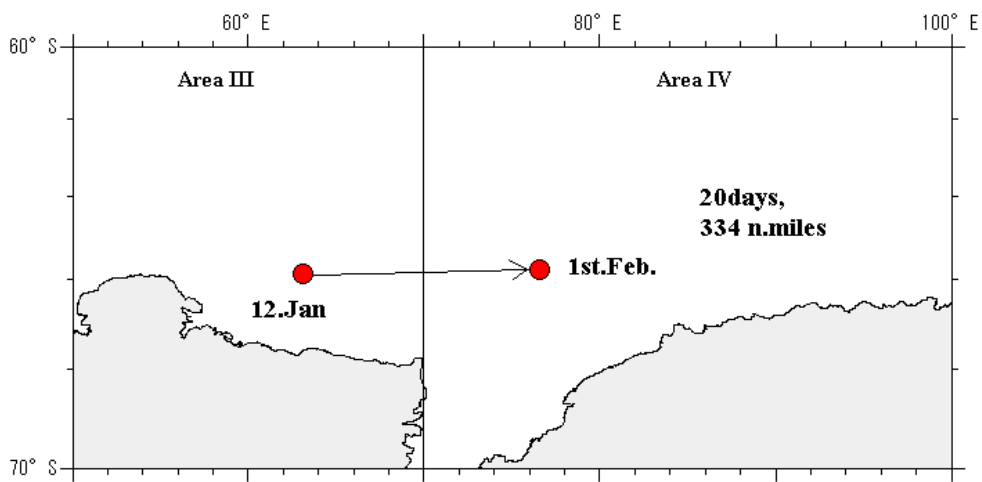 60° E
80° E
100° E
60° S
Area III
Area IV
20days,
334 n.miles
1st.Feb.
12.Jan
70° S